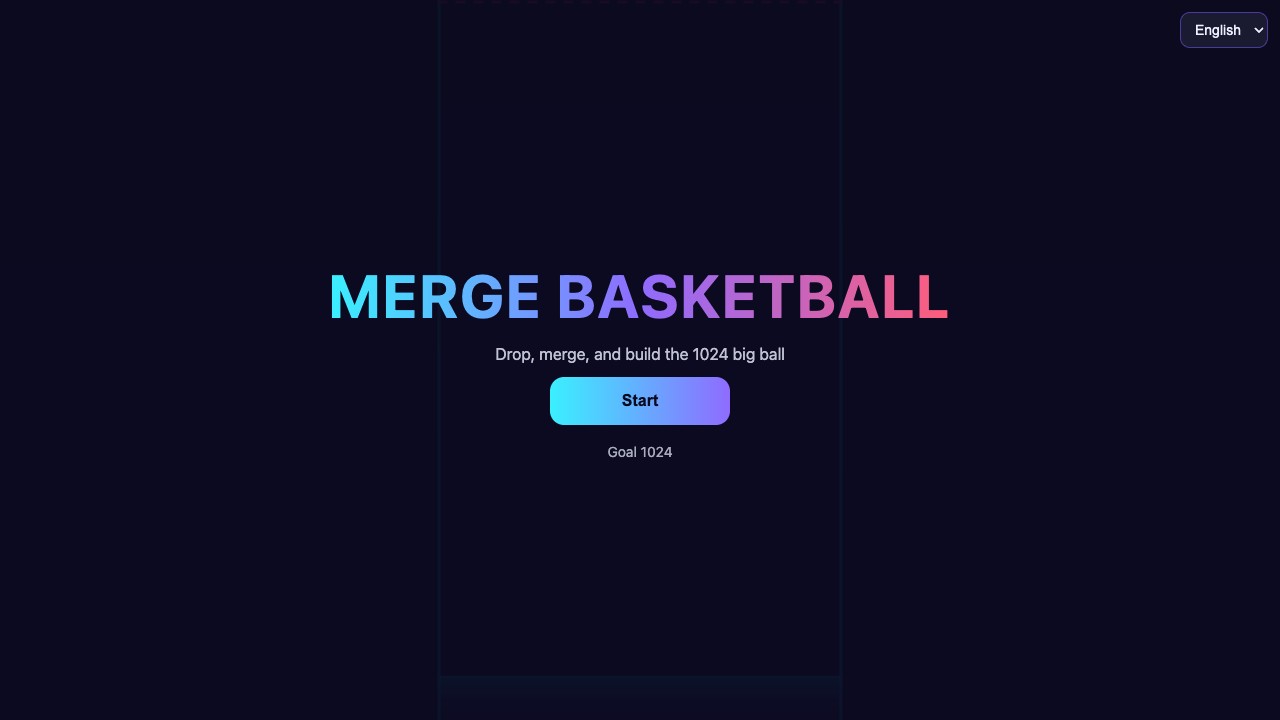 English
MERGE BASKETBALL
Drop, merge, and build the 1024 big ball
Start
Goal 1024